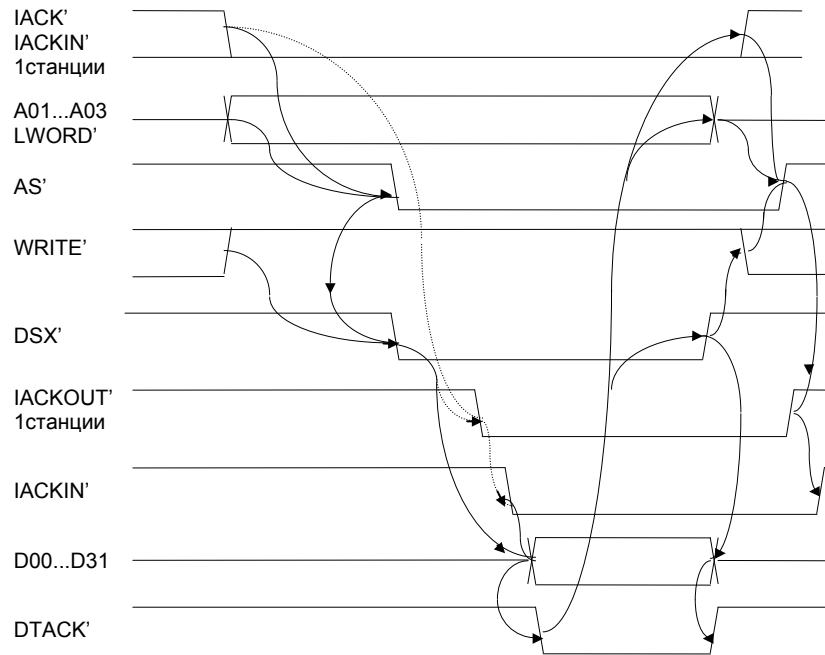 IACK’
IACKIN’
1станции
A01...A03
LWORD’
AS’
WRITE’
DSX’
IACKOUT’
1станции
IACKIN’
D00...D31
DTACK’